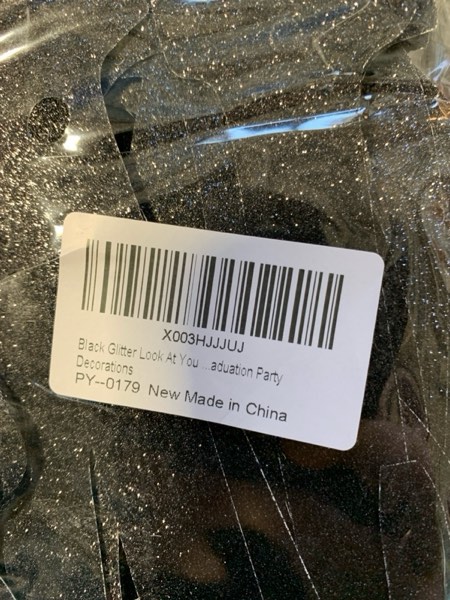 X003HJJJUJ
Black Glitter Look At You ...aduation Party
Decorations
PY--0179 New Made in China